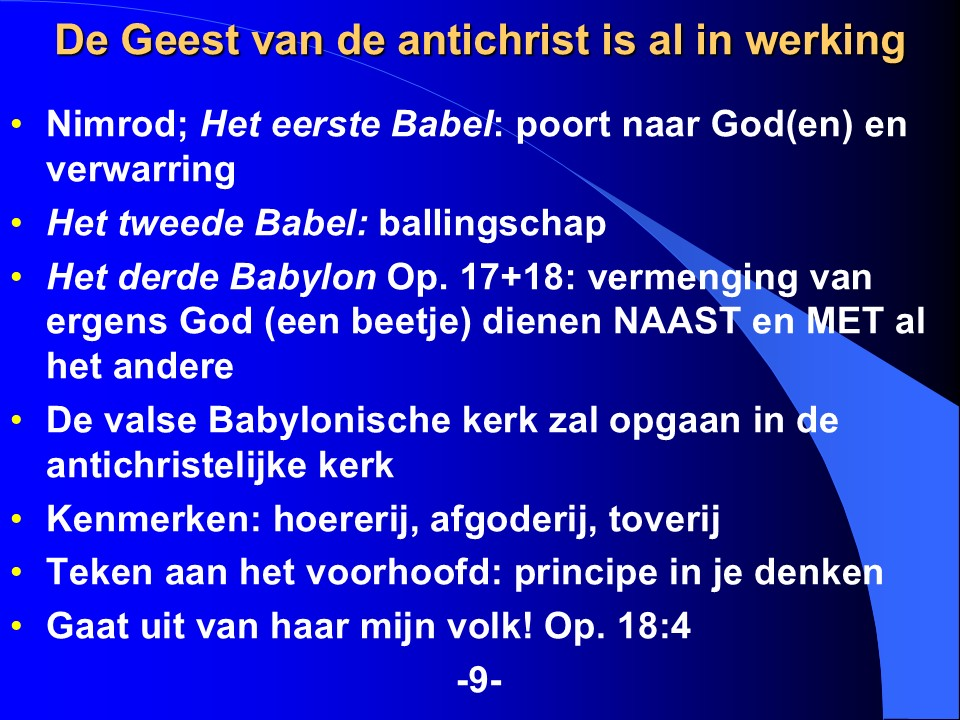 De Geest van de antichrist is al in werking
• Nimrod; Het eerste Babel: poort naar God(en) en
verwarring
• Het tweede Babel: ballingschap
• Het derde Babylon Op. 17+18: vermenging van
ergens God (een beetje) dienen NAAST en MET al
het andere
• De valse Babylonische kerk zal opgaan in de
antichristelijke kerk
• Kenmerken: hoererij, afgoderij, toverij
• Teken aan het voorhoofd: principe in je denken
• Gaat uit van haar mijn volk! Op. 18:4
-9-